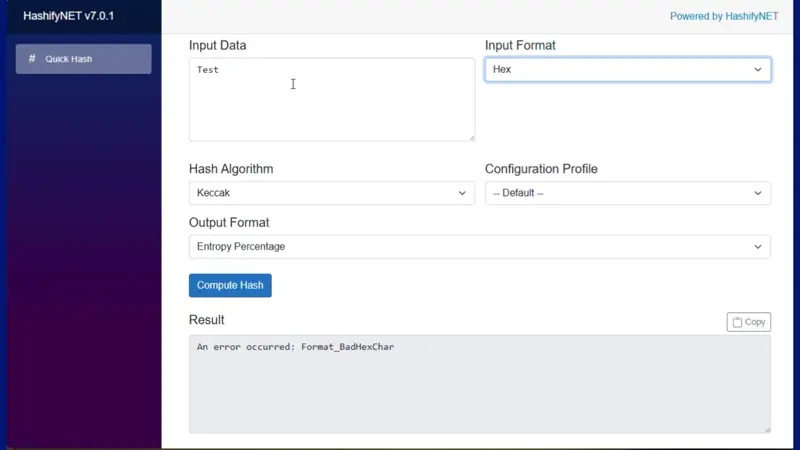 HashifyNET v7.0.1
Powered by HashifyNET
# Quick Hash
Input Data
Input Format
Test
Hex
Hash Algorithm
Configuration Profile
Keccak
-- Default --
Output Format
Entropy Percentage
Compute Hash
Result
Copy
An error occurred: Format_BadHexChar